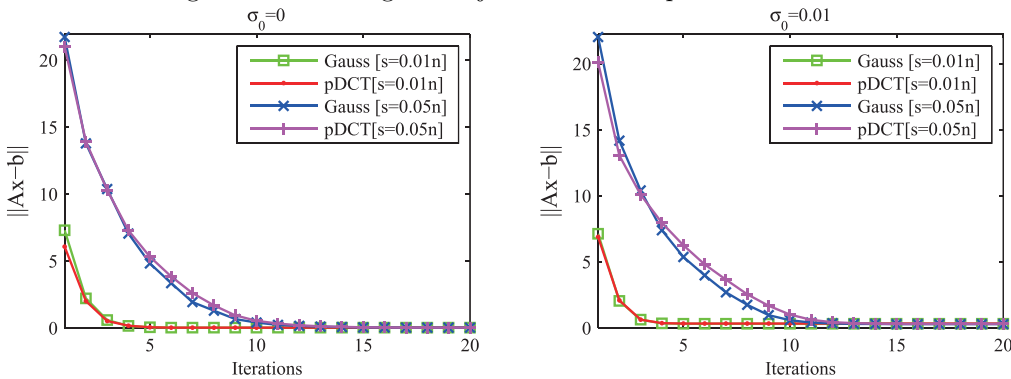 σ0=0
||Ax−b||
20
15
10
5
0
Gauss [s=0.01n]
pDCT[s=0.01n]
Gauss [s=0.05n]
pDCT[s=0.05n]
5 10 15 20
Iterations
σ0=0.01
||Ax−b||
20
15
10
5
0
Gauss [s=0.01n]
pDCT[s=0.01n]
Gauss [s=0.05n]
pDCT[s=0.05n]
5 10 15 20
Iterations